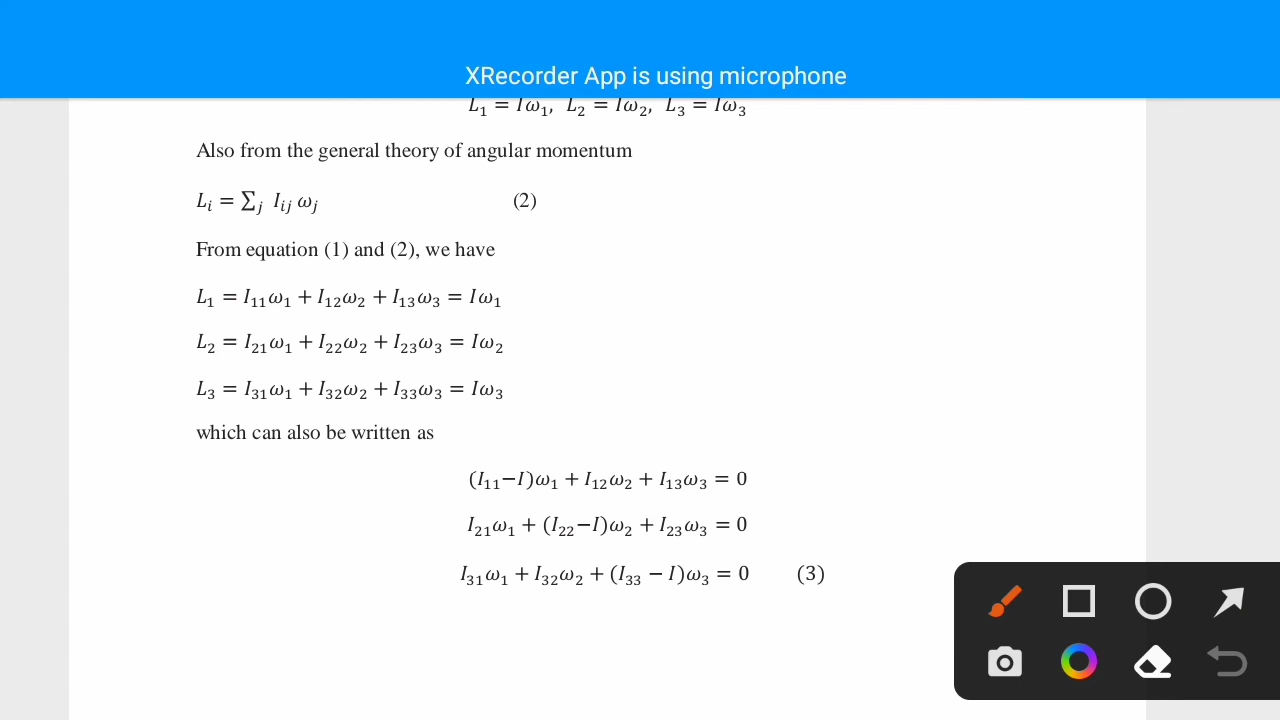 XRecorder App is using microphone
L₁ = Iω₁, L₂ = Iω₂, L₃ = Iω₃
Also from the general theory of angular momentum
Lᵢ = ∑ⱼ Iᵢⱼ ωⱼ (2)
From equation (1) and (2), we have
L₁ = I₁₁ω₁ + I₁₂ω₂ + I₁₃ω₃ = Iω₁
L₂ = I₂₁ω₁ + I₂₂ω₂ + I₂₃ω₃ = Iω₂
L₃ = I₃₁ω₁ + I₃₂ω₂ + I₃₃ω₃ = Iω₃
which can also be written as
(I₁₁−I)ω₁ + I₁₂ω₂ + I₁₃ω₃ = 0
I₂₁ω₁ + (I₂₂−I)ω₂ + I₂₃ω₃ = 0
I₃₁ω₁ + I₃₂ω₂ + (I₃₃ − I)ω₃ = 0 (3)